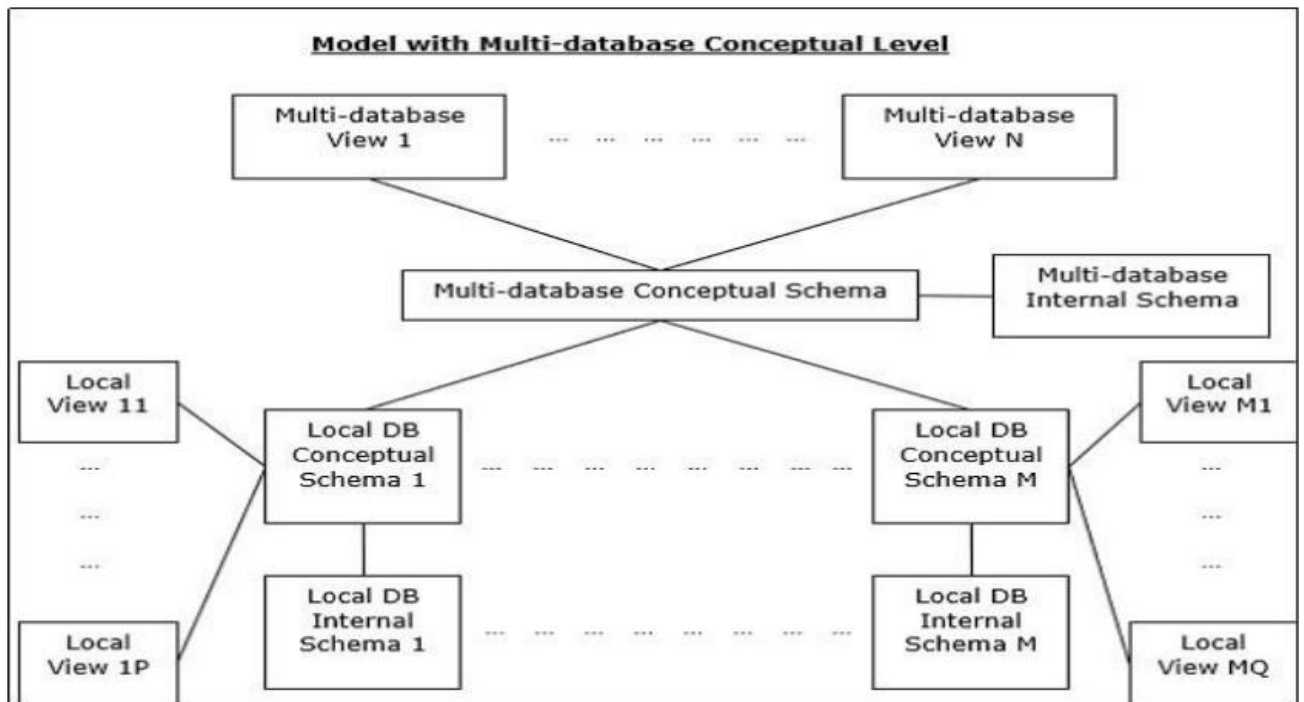 Model with Multi-database Conceptual Level
Multi-database
View 1
... ... ... ... ... ...
Multi-database
View N
Multi-database Conceptual Schema
Multi-database
Internal Schema
Local
View 11
...
...
...
Local
View 1P
Local DB
Conceptual
Schema 1
... ... ... ... ... ... ... ...
Local DB
Conceptual
Schema M
Local
View M1
...
...
...
Local
View MQ
Local DB
Internal
Schema 1
... ... ... ... ... ... ... ...
Local DB
Internal
Schema M